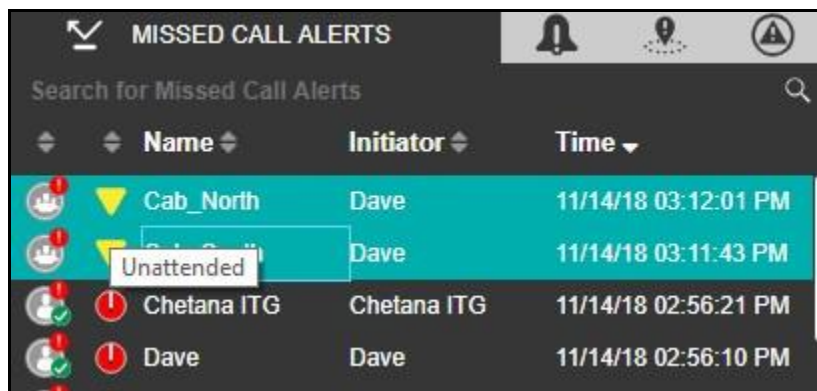 MISSED CALL ALERTS
Search for Missed Call Alerts
Name Initiator Time
Cab_North Dave 11/14/18 03:12:01 PM
Dave 11/14/18 03:11:43 PM
Unattended
Chetana ITG Chetana ITG 11/14/18 02:56:21 PM
Dave Dave 11/14/18 02:56:10 PM